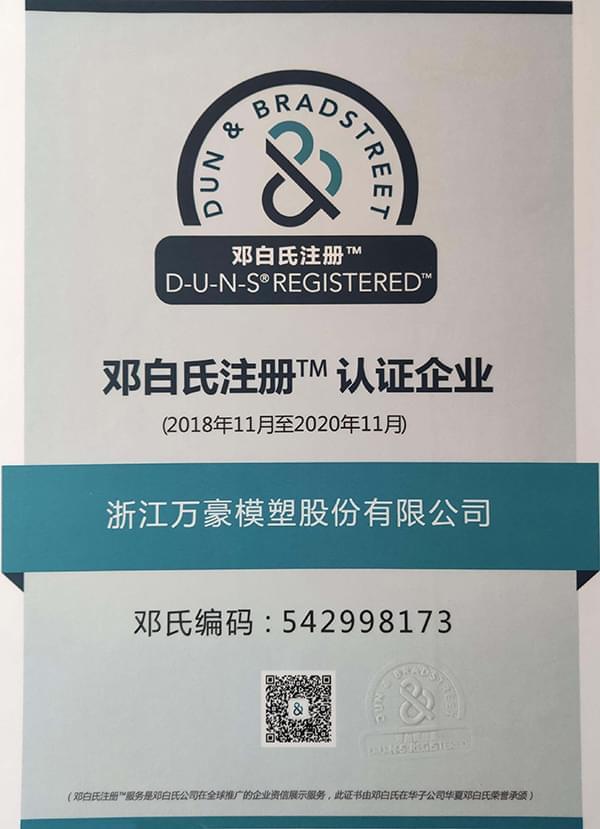 DUN & BRADSTREET
邓白氏注册™
D-U-N-S® REGISTERED™
邓白氏注册™ 认证企业
(2018年11月至2020年11月)
浙江万豪模塑股份有限公司
邓氏编码：542998173
DUN & BRADSTREET
D-U-N-S REGISTERED
（邓白氏注册™服务是邓白氏公司在全球推广的企业资信展示服务，此证书由邓白氏在华子公司华夏邓白氏荣誉承颁）